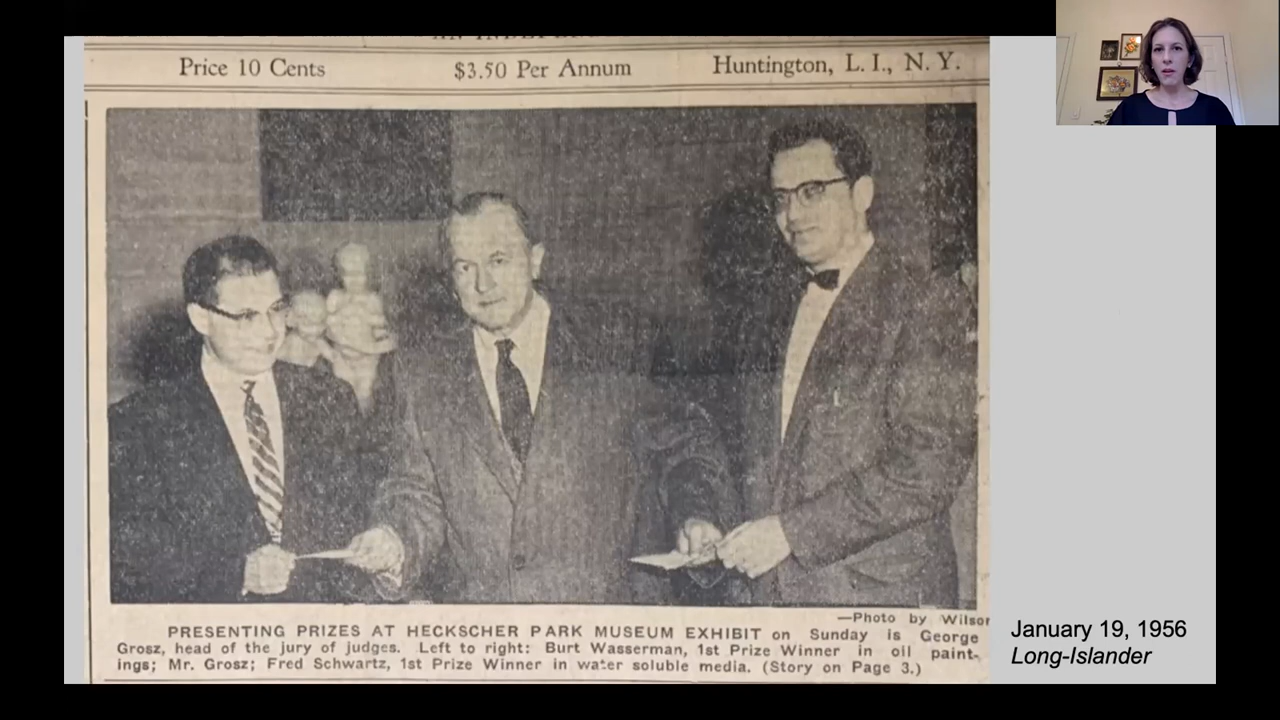 AN INDEPEN
Price 10 Cents
$3.50 Per Annum
Huntington, L. I., N. Y.
—Photo by Wilson
PRESENTING PRIZES AT HECKSCHER PARK MUSEUM EXHIBIT on Sunday is George
Grosz, head of the jury of judges. Left to right: Burt Wasserman, 1st Prize Winner in oil paint-
ings; Mr. Grosz; Fred Schwartz, 1st Prize Winner in water soluble media. (Story on Page 3.)
January 19, 1956
Long-Islander